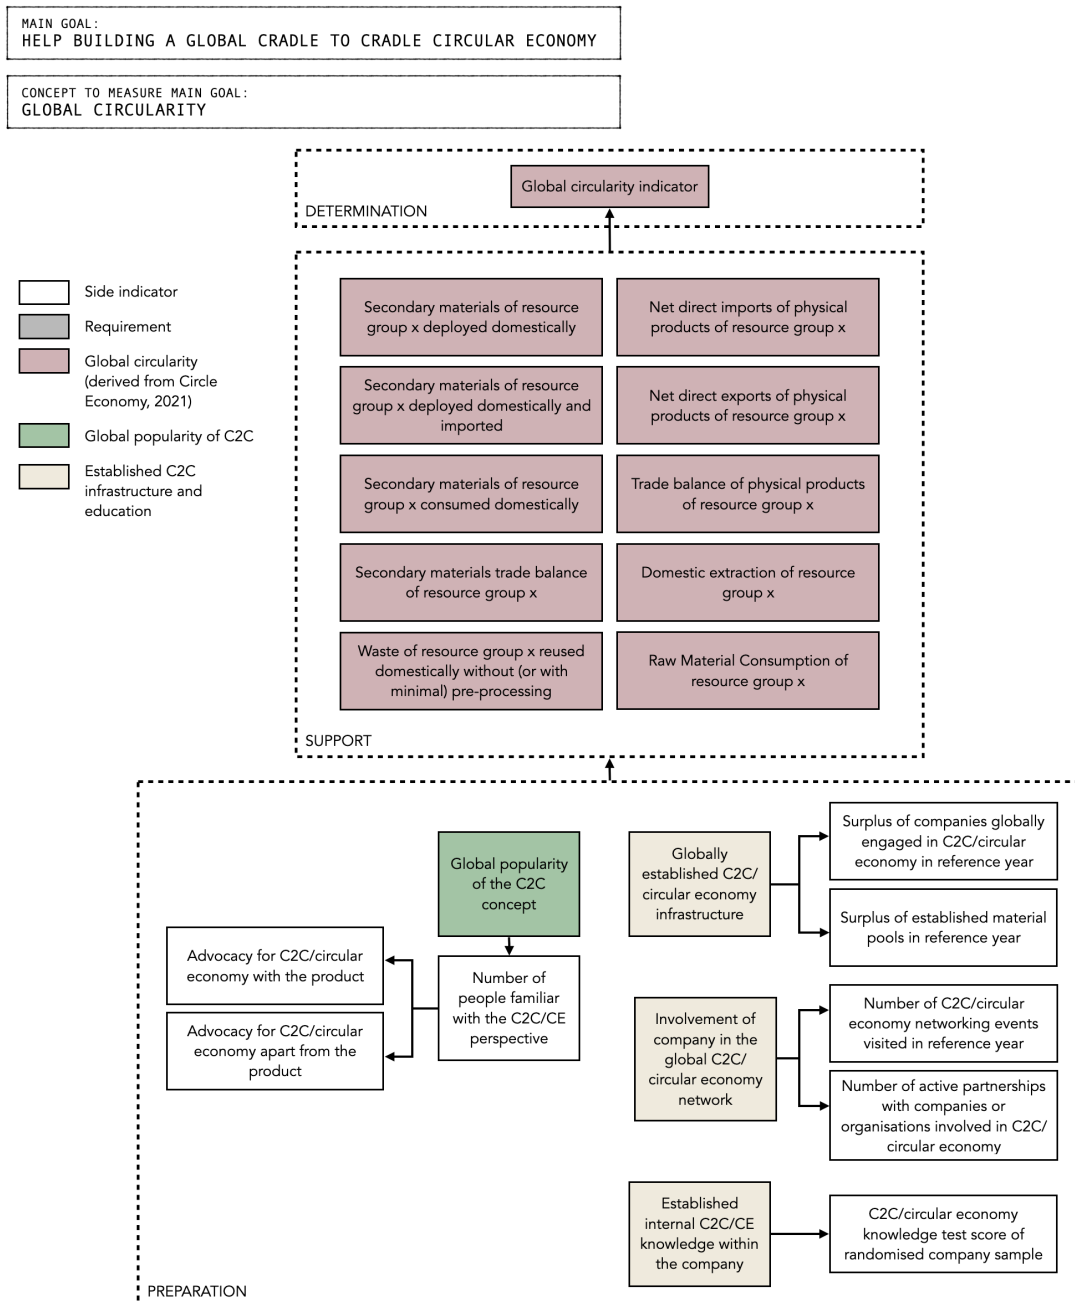 MAIN GOAL:
HELP BUILDING A GLOBAL CRADLE TO CRADLE CIRCULAR ECONOMY
CONCEPT TO MEASURE MAIN GOAL:
GLOBAL CIRCULARITY
Global circularity indicator
DETERMINATION
Side indicator
Requirement
Global circularity
(derived from Circle
Economy, 2021)
Global popularity of C2C
Established C2C
infrastructure and
education
Secondary materials of resource
group x deployed domestically
Net direct imports of physical
products of resource group x
Secondary materials of resource
group x deployed domestically and
imported
Net direct exports of physical
products of resource group x
Secondary materials of resource
group x consumed domestically
Trade balance of physical products
of resource group x
Secondary materials trade balance
of resource group x
Domestic extraction of resource
group x
Waste of resource group x reused
domestically without (or with
minimal) pre-processing
Raw Material Consumption of
resource group x
SUPPORT
Global popularity
of the C2C
concept
Number of
people familiar
with the C2C/CE
perspective
Advocacy for C2C/circular
economy with the product
Advocacy for C2C/circular
economy apart from the
product
Globally
established C2C/
circular economy
infrastructure
Surplus of companies globally
engaged in C2C/circular
economy in reference year
Surplus of established material
pools in reference year
Involvement of
company in the
global C2C/
circular economy
network
Number of C2C/circular
economy networking events
visited in reference year
Number of active partnerships
with companies or
organisations involved in C2C/
circular economy
Established
internal C2C/CE
knowledge within
the company
C2C/circular economy
knowledge test score of
randomised company sample
PREPARATION